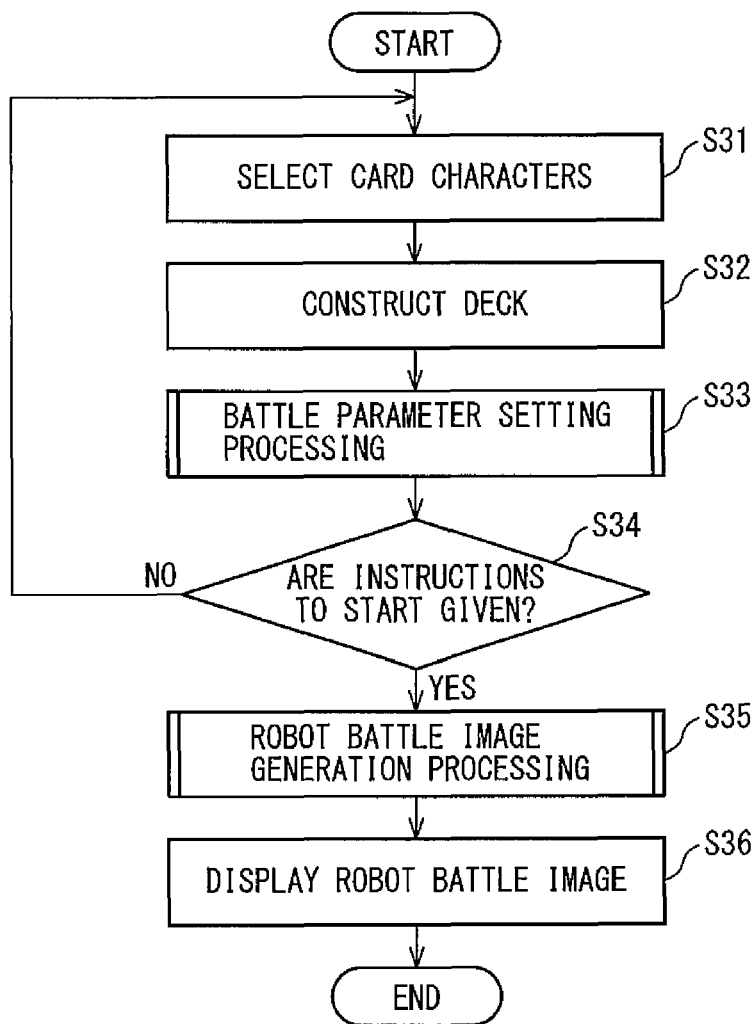 START
SELECT CARD CHARACTERS
S31
CONSTRUCT DECK
S32
BATTLE PARAMETER SETTING
PROCESSING
S33
ARE INSTRUCTIONS
TO START GIVEN?
S34
NO
YES
ROBOT BATTLE IMAGE
GENERATION PROCESSING
S35
DISPLAY ROBOT BATTLE IMAGE
S36
END